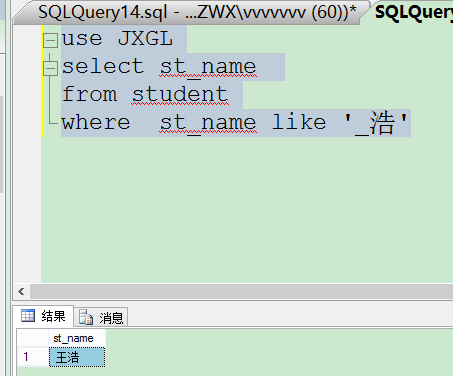 SQLQuery14.sql - ...ZWX\vvvvvvv (60))* SQLQuery
use JXGL
select st_name
from student
where st_name like '_浩'
结果 消息
st_name
1 王浩